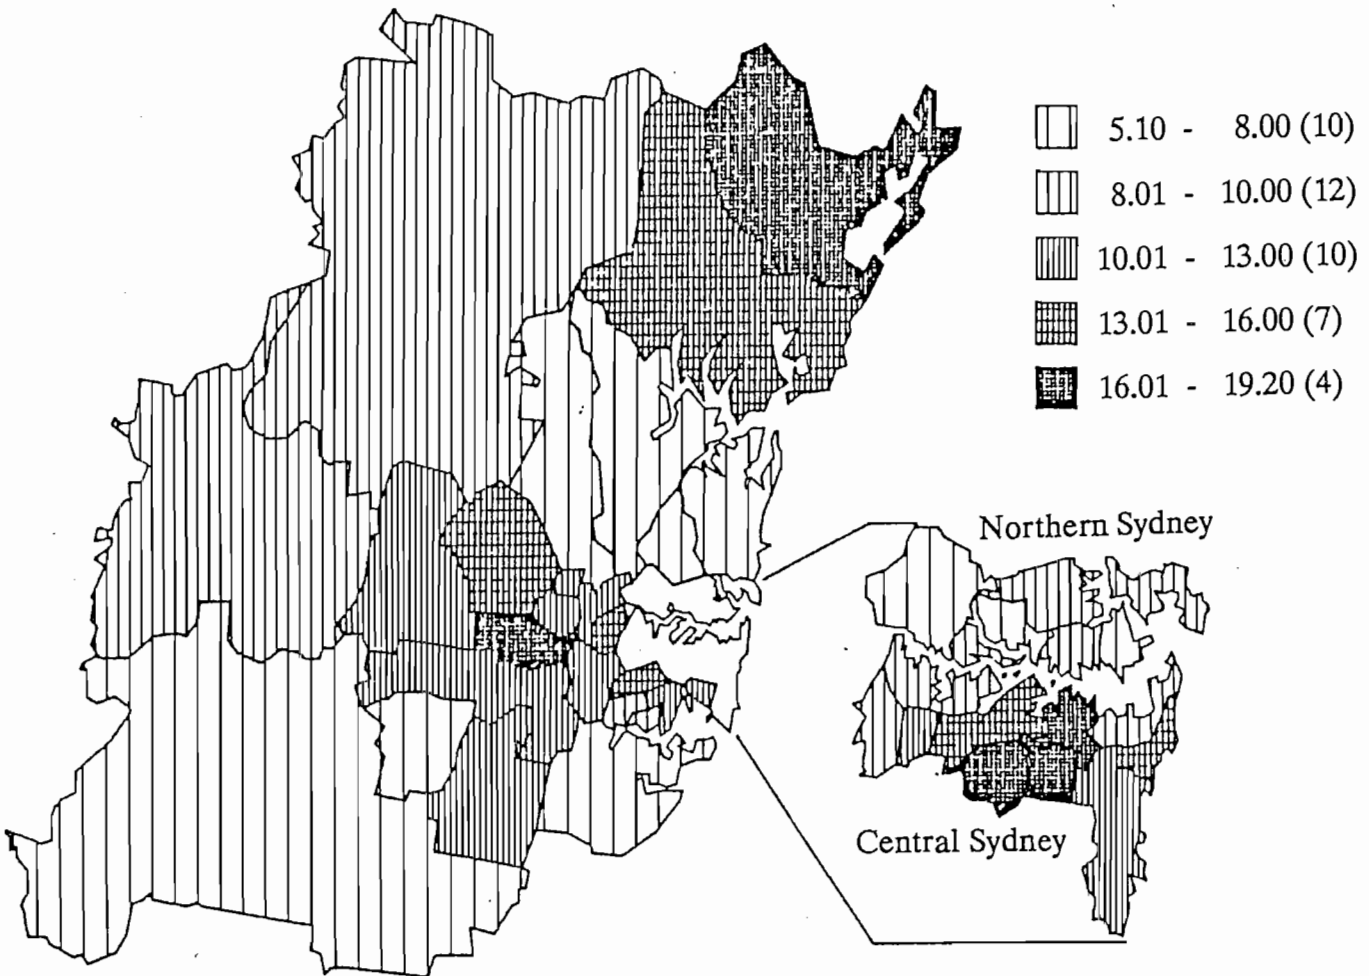 5.10 - 8.00 (10)
8.01 - 10.00 (12)
10.01 - 13.00 (10)
13.01 - 16.00 (7)
16.01 - 19.20 (4)
Northern Sydney
Central Sydney